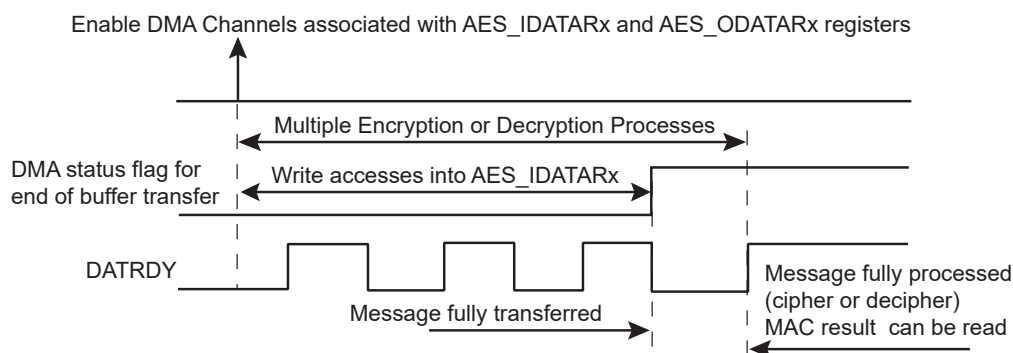 Enable DMA Channels associated with AES_IDATARx and AES_ODATARx registers
Multiple Encryption or Decryption Processes
DMA status flag for
end of buffer transfer
Write accesses into AES_IDATARx
DATRDY
Message fully transferred
Message fully processed
(cipher or decipher)
MAC result can be read